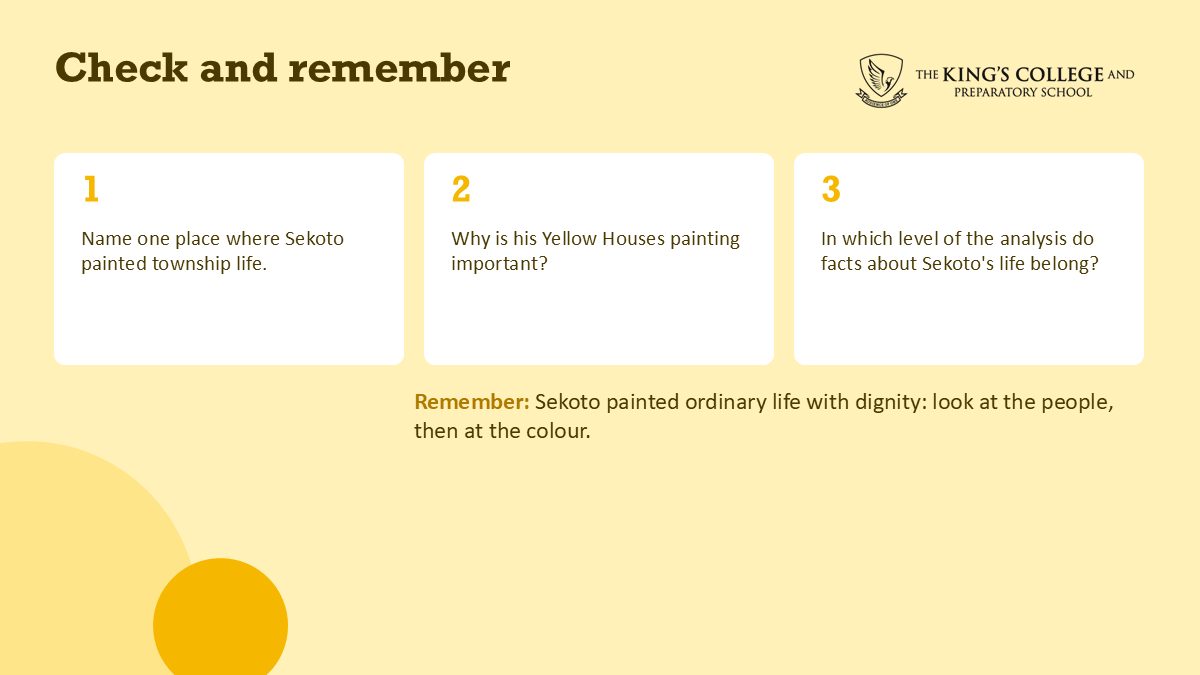 Check and remember
THE KING'S COLLEGE AND
PREPARATORY SCHOOL
1
Name one place where Sekoto
painted township life.
2
Why is his Yellow Houses painting
important?
3
In which level of the analysis do
facts about Sekoto's life belong?
Remember: Sekoto painted ordinary life with dignity: look at the people,
then at the colour.